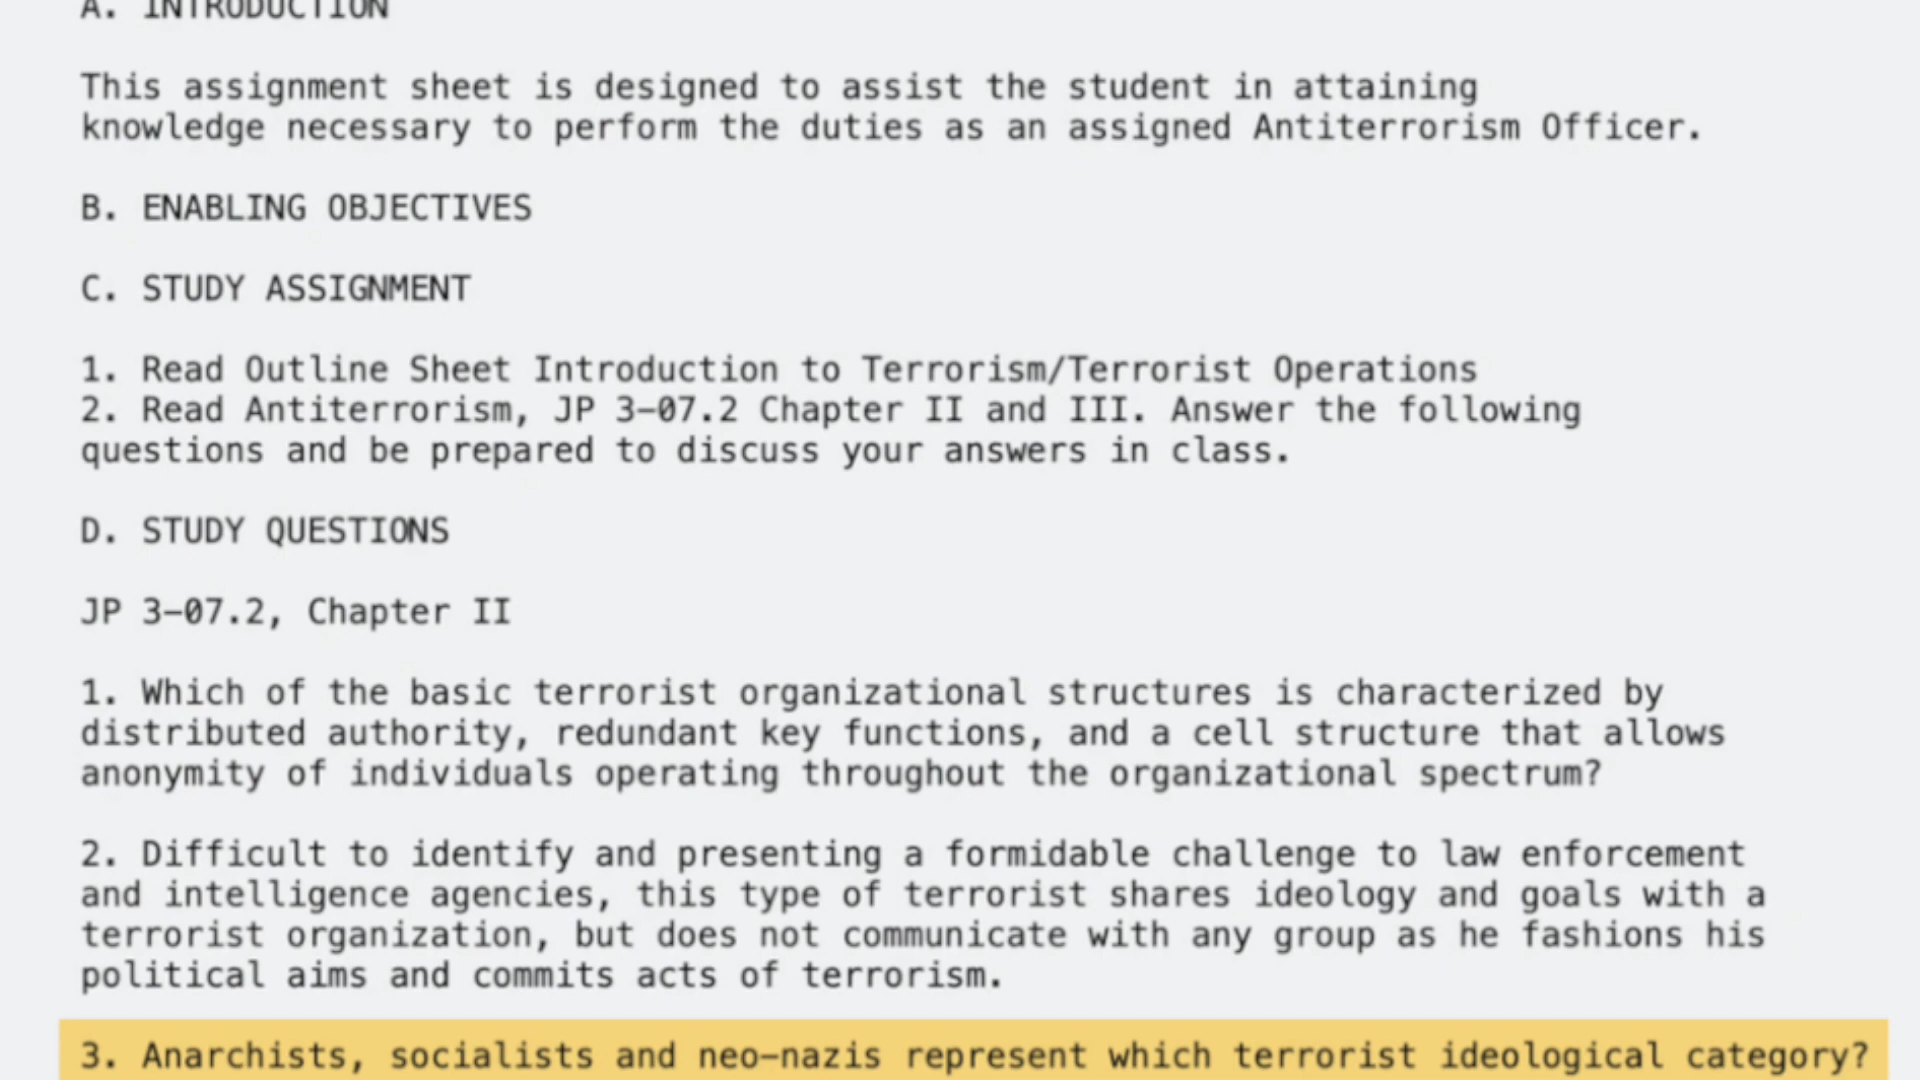 A. INTRODUCTION
This assignment sheet is designed to assist the student in attaining
knowledge necessary to perform the duties as an assigned Antiterrorism Officer.
B. ENABLING OBJECTIVES
C. STUDY ASSIGNMENT
1. Read Outline Sheet Introduction to Terrorism/Terrorist Operations
2. Read Antiterrorism, JP 3-07.2 Chapter II and III. Answer the following
questions and be prepared to discuss your answers in class.
D. STUDY QUESTIONS
JP 3-07.2, Chapter II
1. Which of the basic terrorist organizational structures is characterized by
distributed authority, redundant key functions, and a cell structure that allows
anonymity of individuals operating throughout the organizational spectrum?
2. Difficult to identify and presenting a formidable challenge to law enforcement
and intelligence agencies, this type of terrorist shares ideology and goals with a
terrorist organization, but does not communicate with any group as he fashions his
political aims and commits acts of terrorism.
3. Anarchists, socialists and neo-nazis represent which terrorist ideological category?